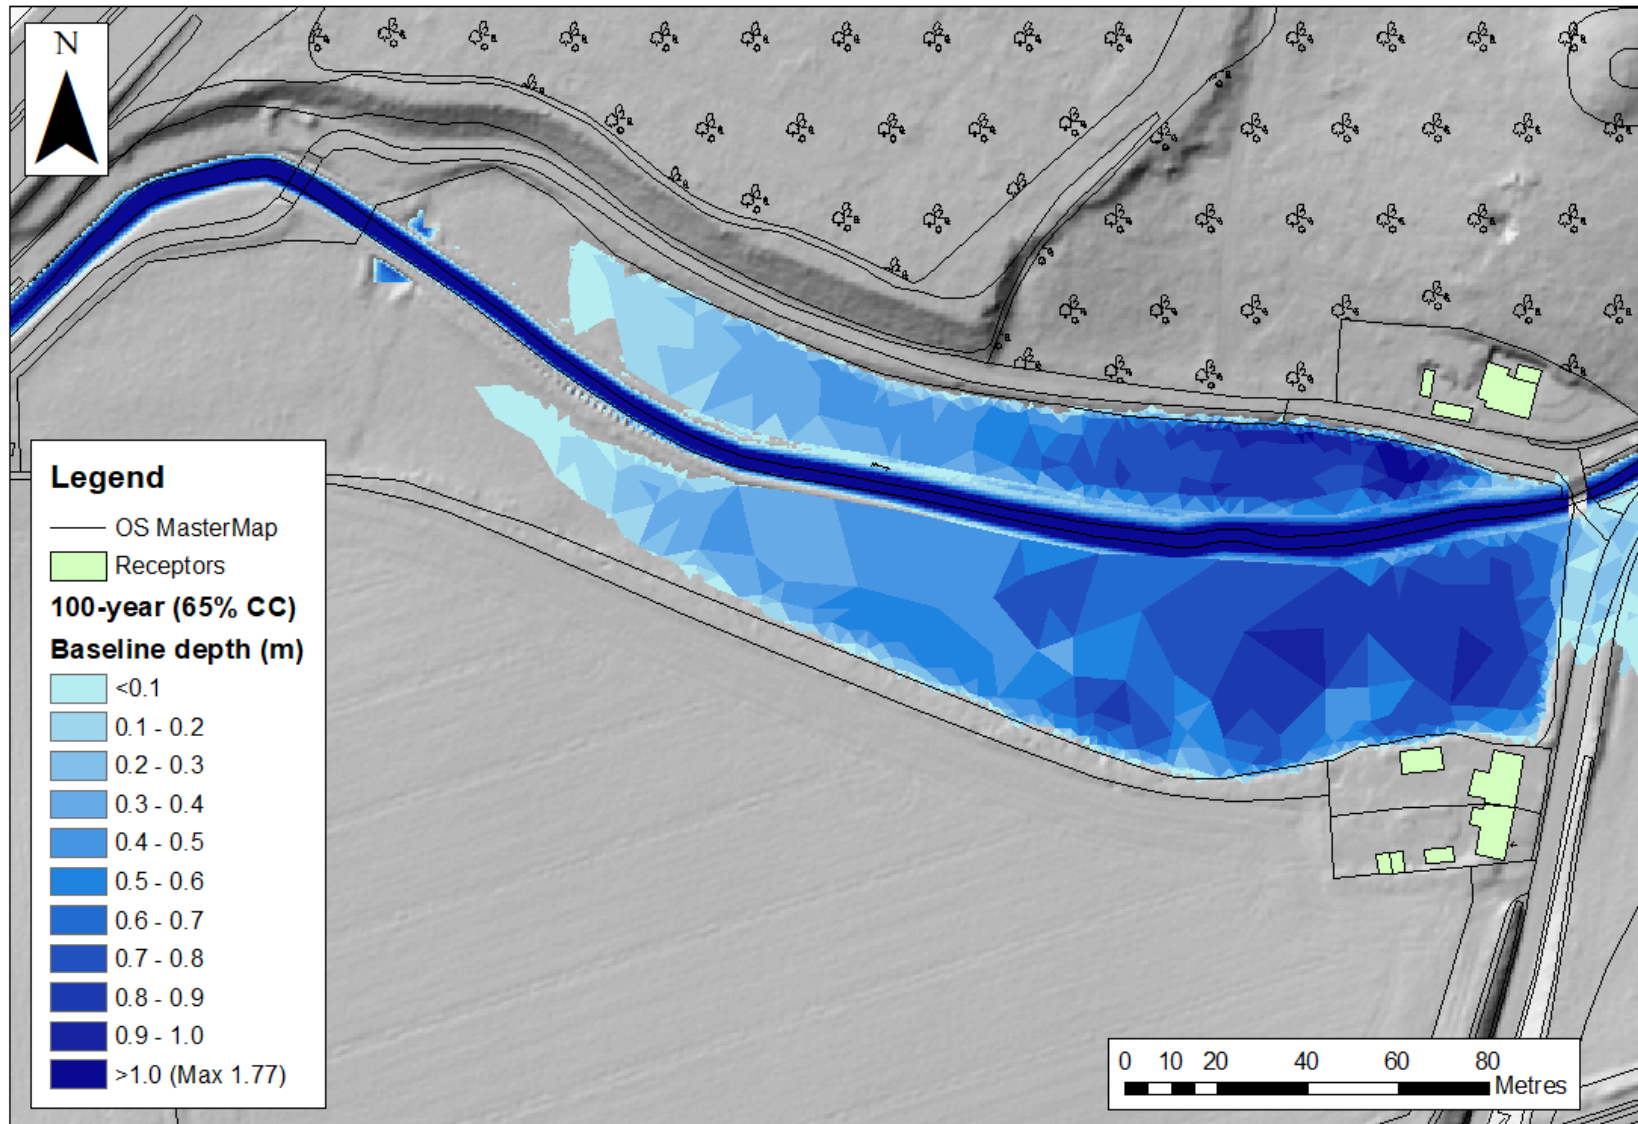 N
Legend
OS MasterMap
Receptors
100-year (65% CC)
Baseline depth (m)
<0.1
0.1 - 0.2
0.2 - 0.3
0.3 - 0.4
0.4 - 0.5
0.5 - 0.6
0.6 - 0.7
0.7 - 0.8
0.8 - 0.9
0.9 - 1.0
>1.0 (Max 1.77)
0 10 20 40 60 80
Metres